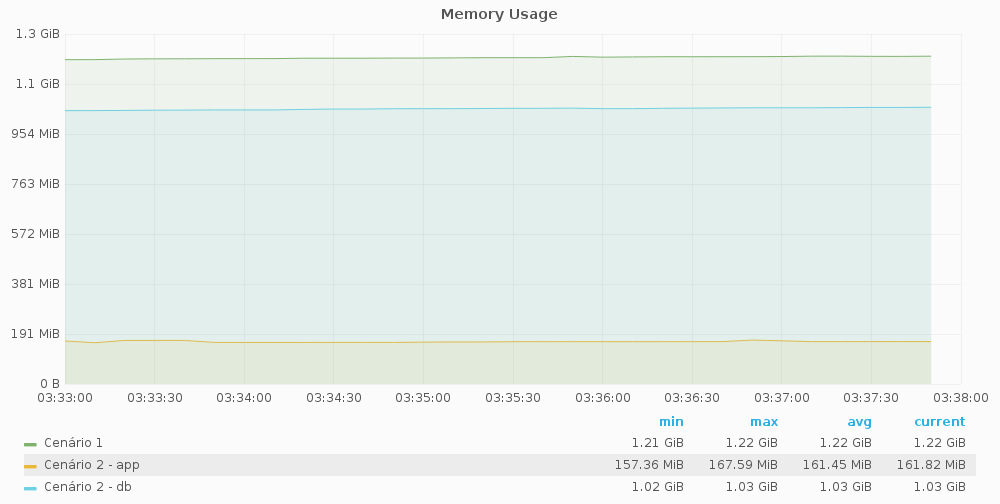 Memory Usage
1.3 GiB
1.1 GiB
954 MiB
763 MiB
572 MiB
381 MiB
191 MiB
0 B
03:33:00 03:33:30 03:34:00 03:34:30 03:35:00 03:35:30 03:36:00 03:36:30 03:37:00 03:37:30 03:38:00
min max avg current
Cenário 1 1.21 GiB 1.22 GiB 1.22 GiB 1.22 GiB
Cenário 2 - app 157.36 MiB 167.59 MiB 161.45 MiB 161.82 MiB
Cenário 2 - db 1.02 GiB 1.03 GiB 1.03 GiB 1.03 GiB